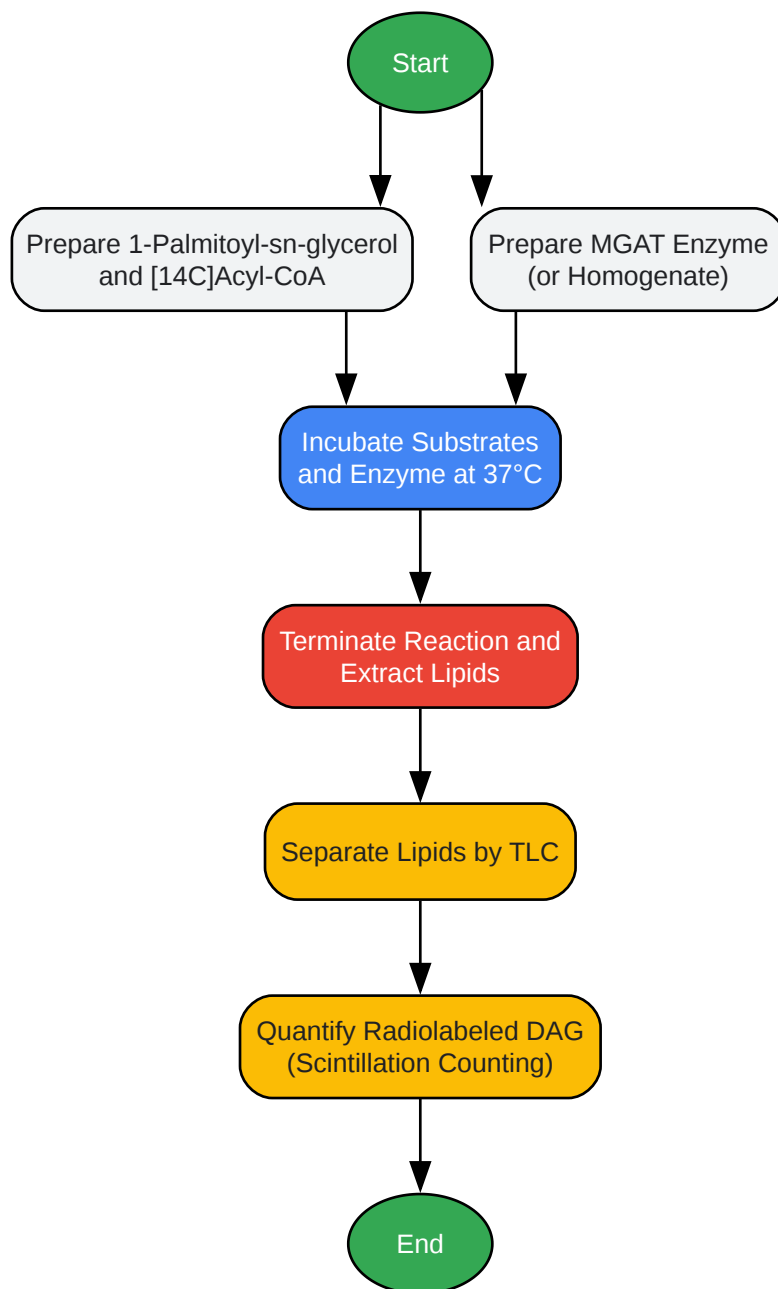 Start
Prepare 1-Palmitoyl-sn-glycerol
and [14C]Acyl-CoA
Prepare MGAT Enzyme
(or Homogenate)
Incubate Substrates
and Enzyme at 37°C
Terminate Reaction and
Extract Lipids
Separate Lipids by TLC
Quantify Radiolabeled DAG
(Scintillation Counting)
End